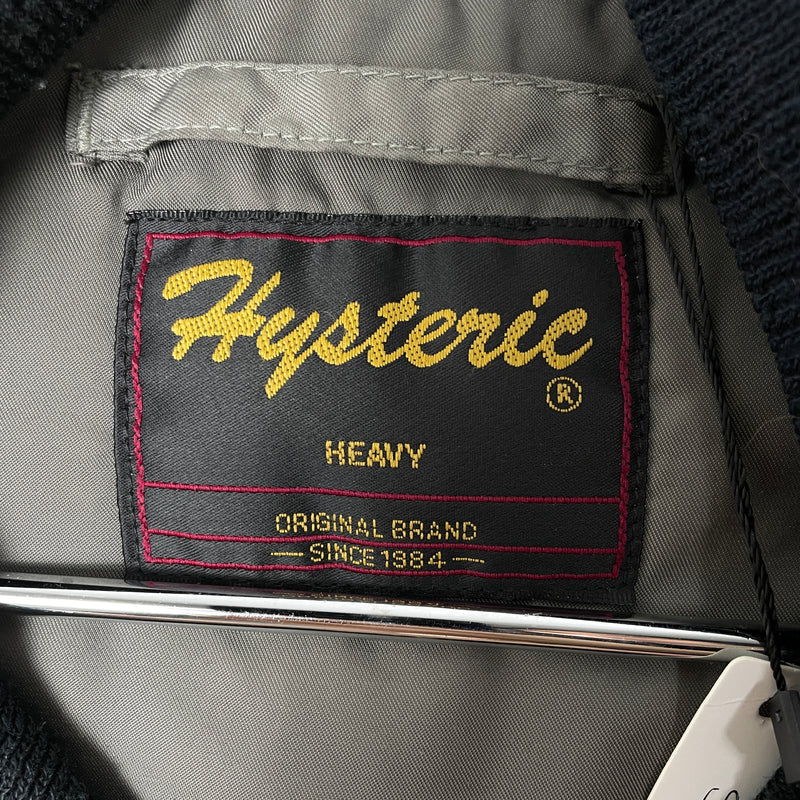 Hysteric
®
HEAVY
ORIGINAL BRAND
— SINCE 1984 —